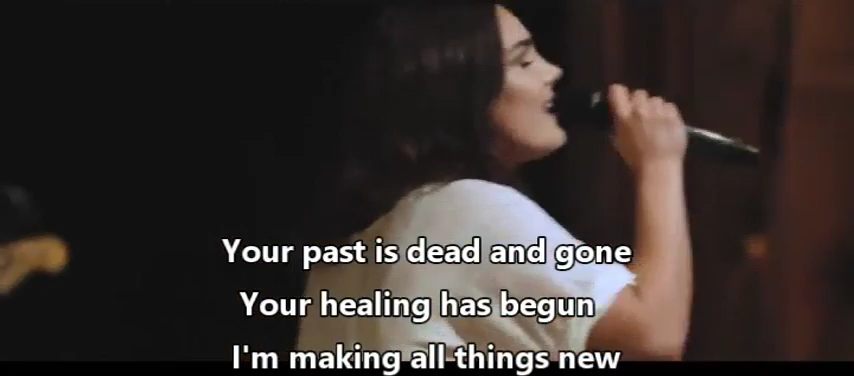 Your past is dead and gone
Your healing has begun
I'm making all things new